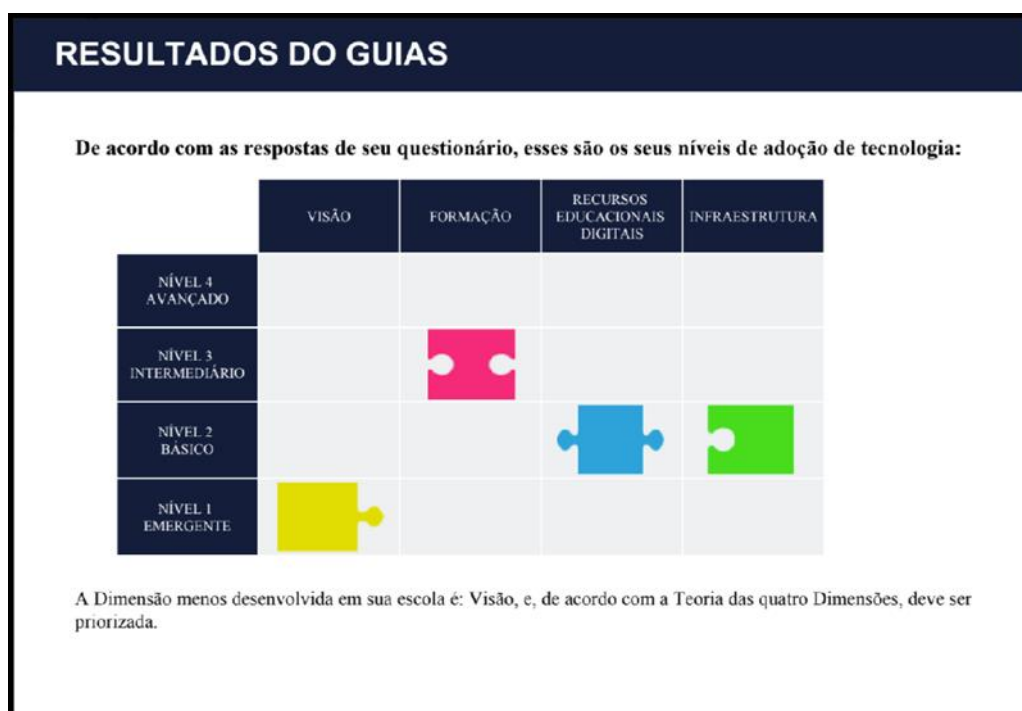 RESULTADOS DO GUIAS
De acordo com as respostas de seu questionário, esses são os seus níveis de adoção de tecnologia:
VISÃO
FORMAÇÃO
RECURSOS
EDUCACIONAIS
DIGITAIS
INFRAESTRUTURA
NÍVEL 4
AVANÇADO
NÍVEL 3
INTERMEDIÁRIO
NÍVEL 2
BÁSICO
NÍVEL 1
EMERGENTE
A Dimensão menos desenvolvida em sua escola é: Visão, e, de acordo com a Teoria das quatro Dimensões, deve ser
priorizada.